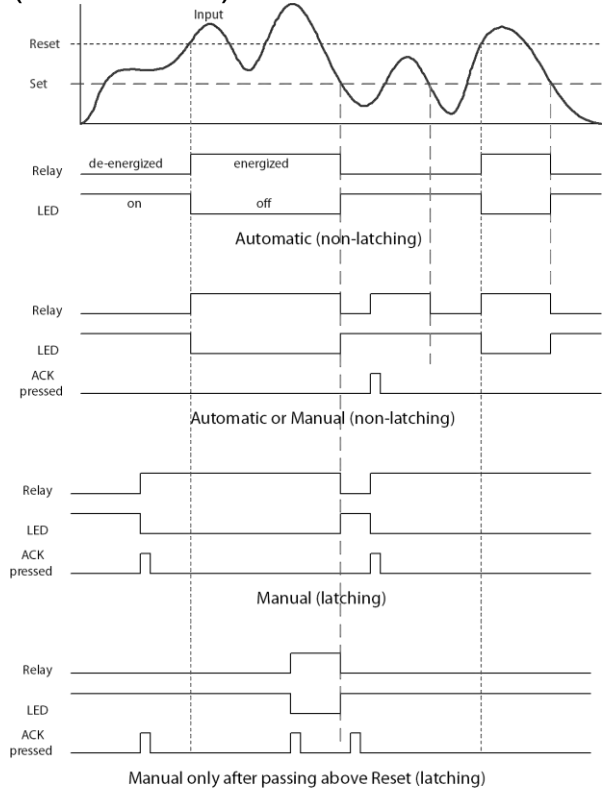 Input
Reset
Set
de-energized energized
Relay
LED
on off
Automatic (non-latching)
Relay
LED
ACK
pressed
Automatic or Manual (non-latching)
Relay
LED
ACK
pressed
Manual (latching)
Relay
LED
ACK
pressed
Manual only after passing above Reset (latching)